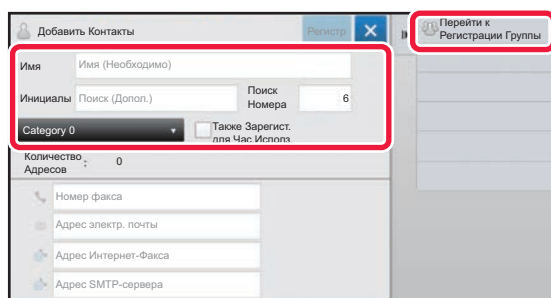 Добавить Контакты
Регистр
Перейти к
Регистрации Группы
Имя
Имя (Необходимо)
Инициалы
Поиск (Допол.)
Поиск
Номера
6
Category 0
Также Зарегист.
для Час.Исполз
Количество
Адресов
:
0
Номер факса
Адрес электр. почты
Адрес Интернет-Факса
Адрес SMTP-сервера